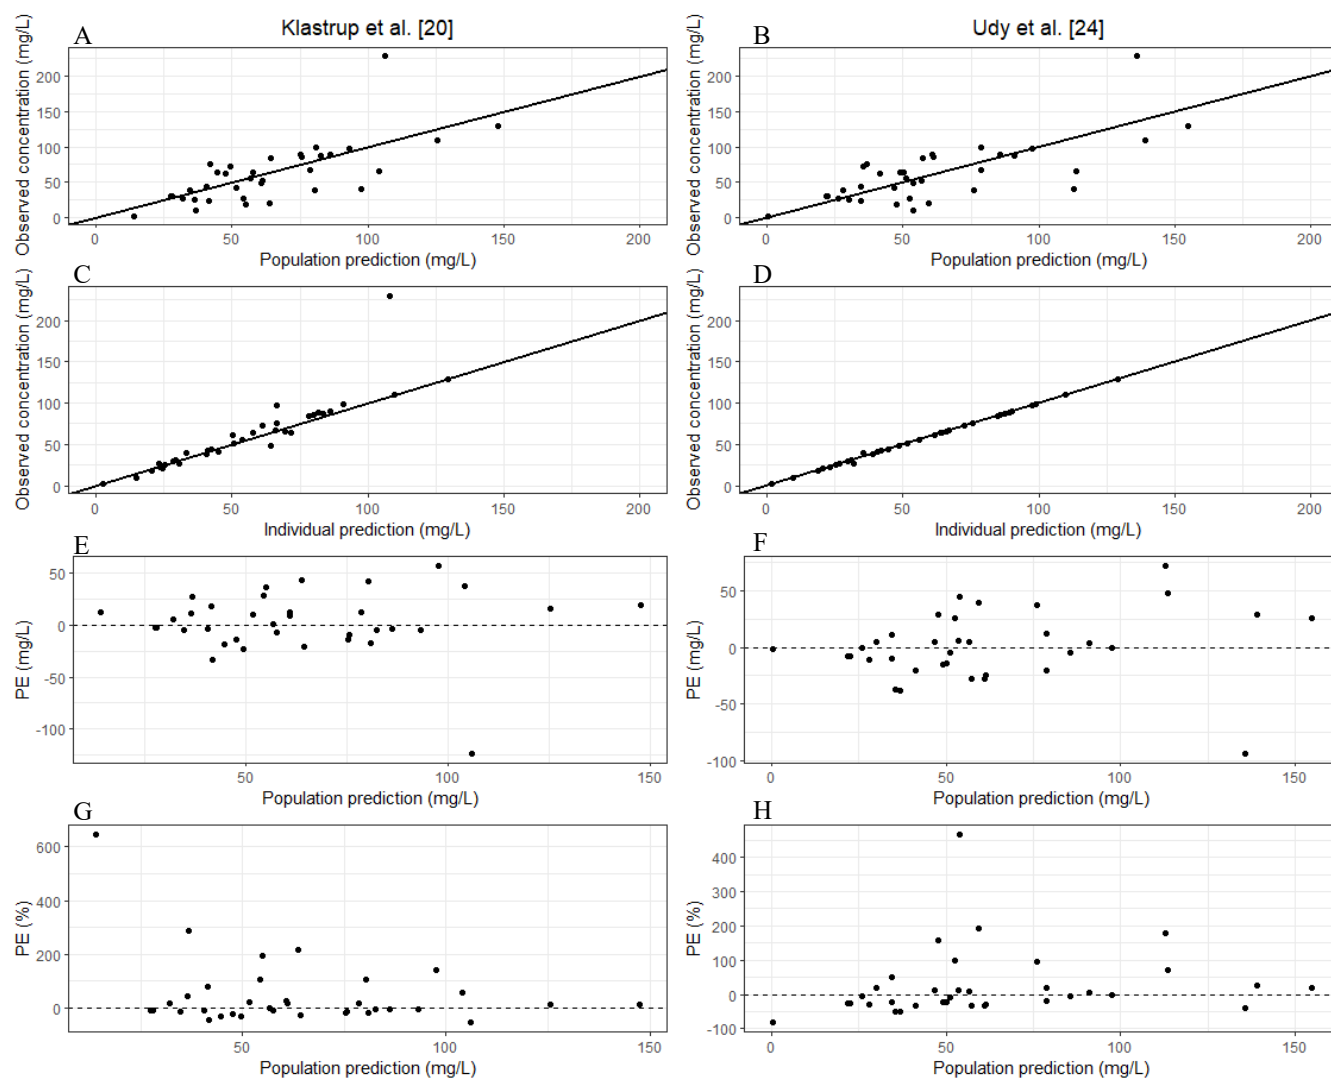 Klastrup et al. [20]
Udy et al. [24]
A
B
Observed concentration (mg/L)
200
150
100
50
0
0
50
100
150
200
Population prediction (mg/L)
Observed concentration (mg/L)
200
150
100
50
0
0
50
100
150
200
Population prediction (mg/L)
C
D
Observed concentration (mg/L)
200
150
100
50
0
0
50
100
150
200
Individual prediction (mg/L)
Observed concentration (mg/L)
200
150
100
50
0
0
50
100
150
200
Individual prediction (mg/L)
E
F
PE (mg/L)
50
0
-50
-100
50
100
150
Population prediction (mg/L)
PE (mg/L)
50
0
-50
-100
0
50
100
150
Population prediction (mg/L)
G
H
PE (%)
600
400
200
0
50
100
150
Population prediction (mg/L)
PE (%)
400
300
200
100
0
-100
0
50
100
150
Population prediction (mg/L)